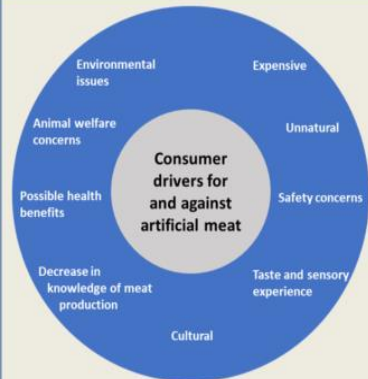 Environmental
issues
Expensive
Animal welfare
concerns
Unnatural
Consumer
drivers for
and against
artificial meat
Possible health
benefits
Safety concerns
Decrease in
knowledge of meat
production
Taste and sensory
experience
Cultural